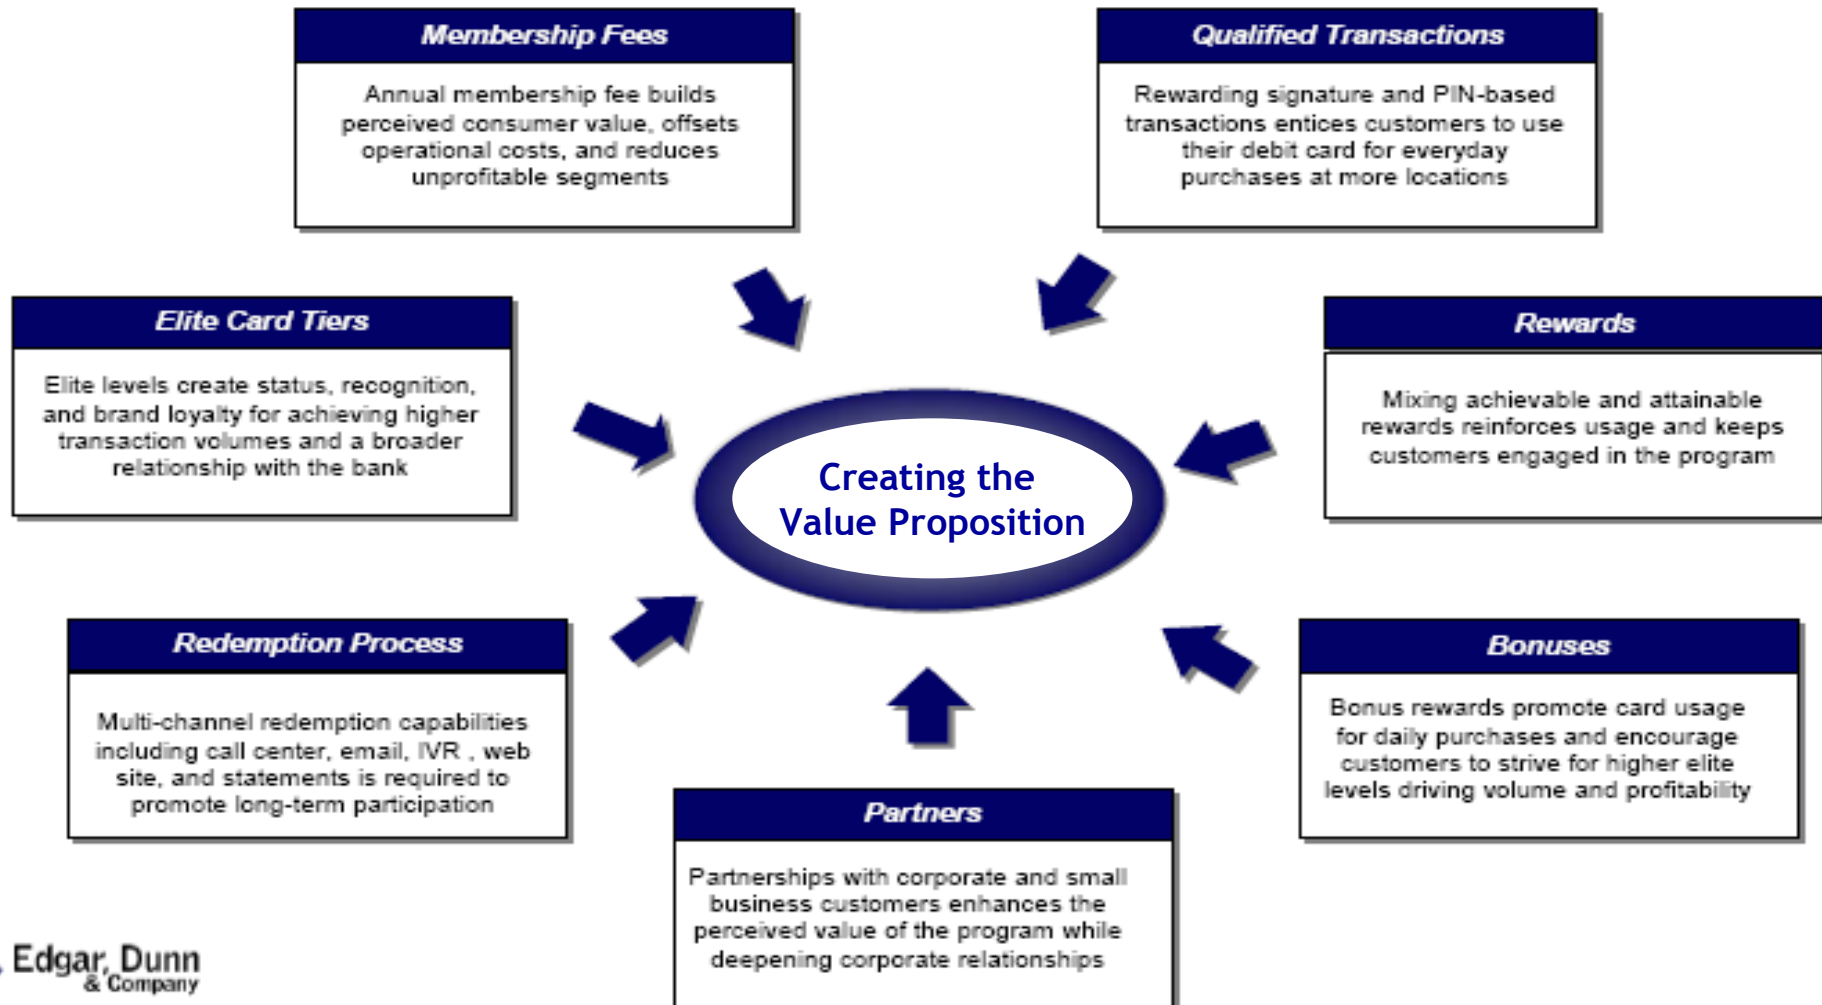 Membership Fees
Annual membership fee builds
perceived consumer value, offsets
operational costs, and reduces
unprofitable segments
Qualified Transactions
Rewarding signature and PIN-based
transactions entices customers to use
their debit card for everyday
purchases at more locations
Elite Card Tiers
Elite levels create status, recognition,
and brand loyalty for achieving higher
transaction volumes and a broader
relationship with the bank
Rewards
Mixing achievable and attainable
rewards reinforces usage and keeps
customers engaged in the program
Creating the
Value Proposition
Redemption Process
Multi-channel redemption capabilities
including call center, email, IVR , web
site, and statements is required to
promote long-term participation
Bonuses
Bonus rewards promote card usage
for daily purchases and encourage
customers to strive for higher elite
levels driving volume and profitability
Partners
Partnerships with corporate and small
business customers enhances the
perceived value of the program while
deepening corporate relationships
Edgar, Dunn
& Company